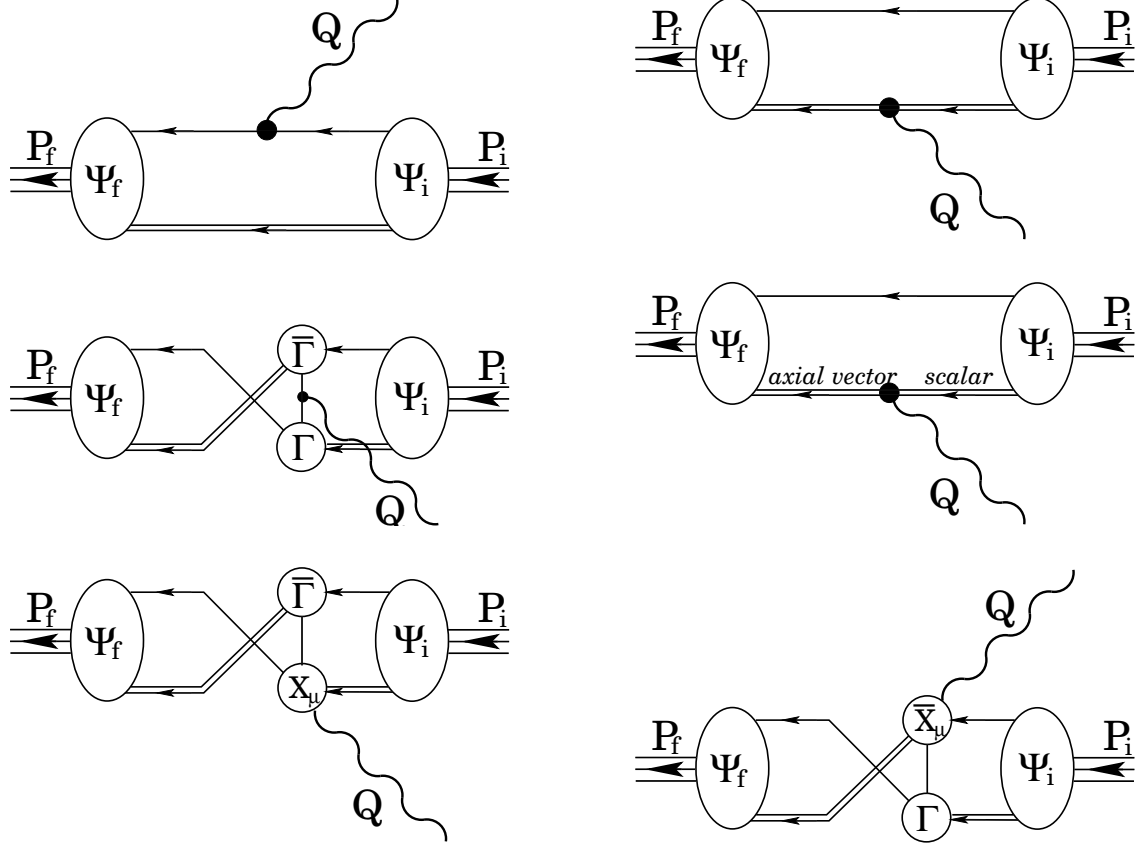 Q
P_f Ψ_f Ψ_i P_i
P_f Ψ_f Ψ_i P_i
Q
P_f Ψ_f Γ̅ Ψ_i P_i
Γ
Q
P_f Ψ_f Ψ_i P_i
axial vector scalar
Q
P_f Ψ_f Γ̅ Ψ_i P_i
X_μ
Q
Q
P_f Ψ_f X̅_μ Ψ_i P_i
Γ